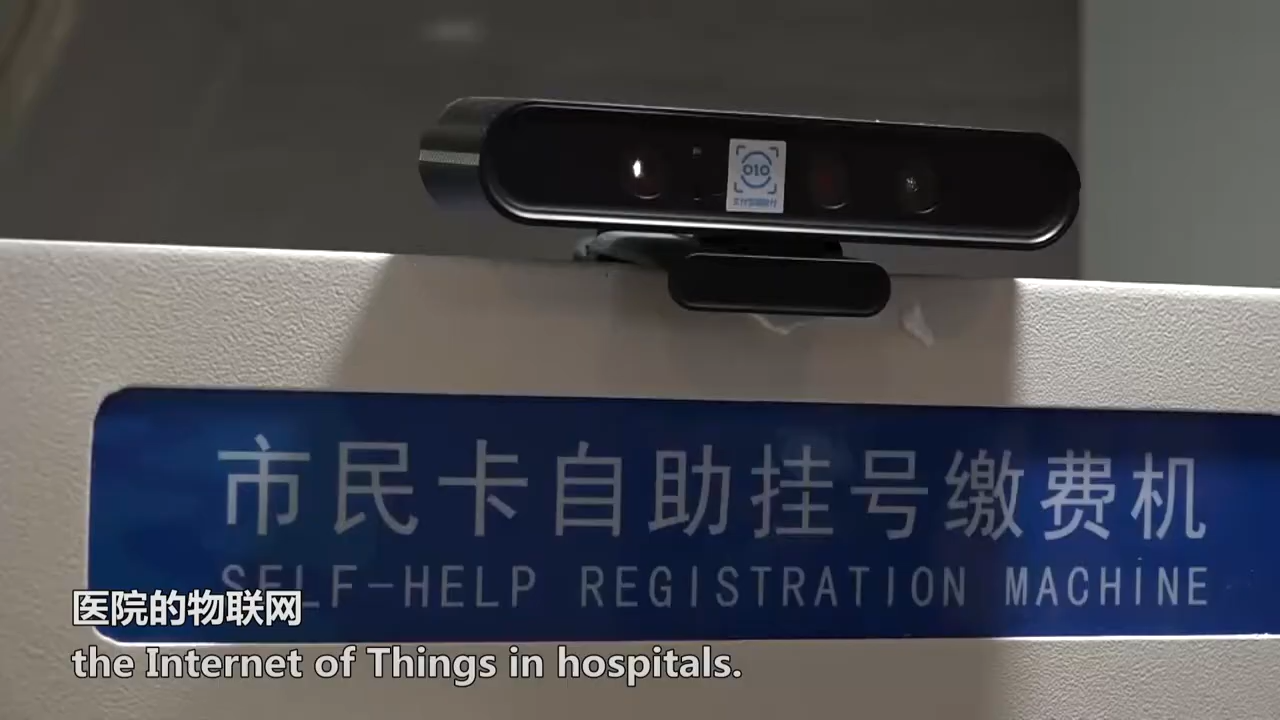 010
市民卡自助挂号缴费机
SELF-HELP REGISTRATION MACHINE
医院的物联网
the Internet of Things in hospitals.